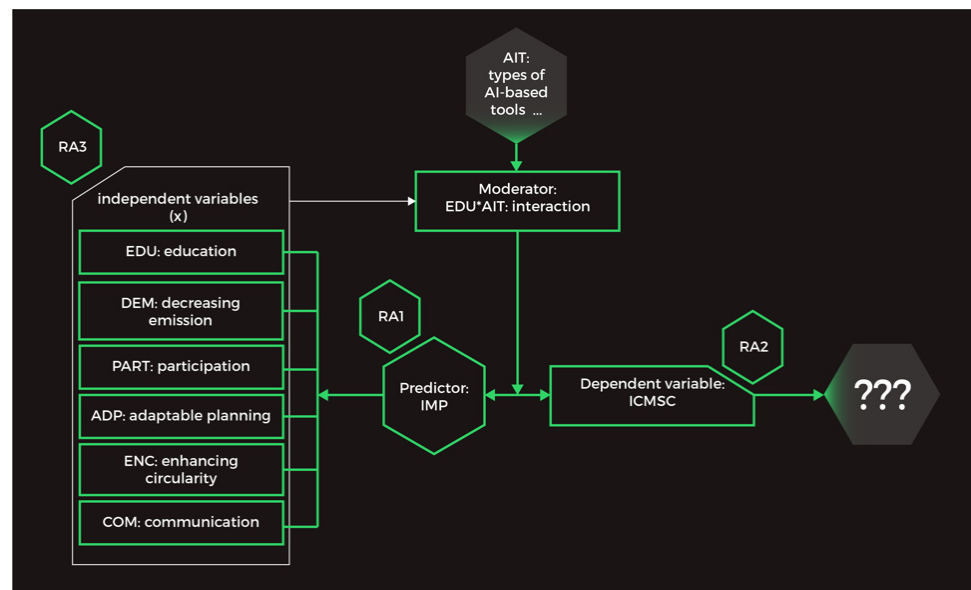 AIT:
types of
AI-based
tools ...
RA3
independent variables
(x)
Moderator:
EDU*AIT: interaction
EDU: education
DEM: decreasing
emission
PART: participation
ADP: adaptable planning
ENC: enhancing
circularity
COM: communication
RA1
Predictor:
IMP
RA2
Dependent variable:
ICMSC
???